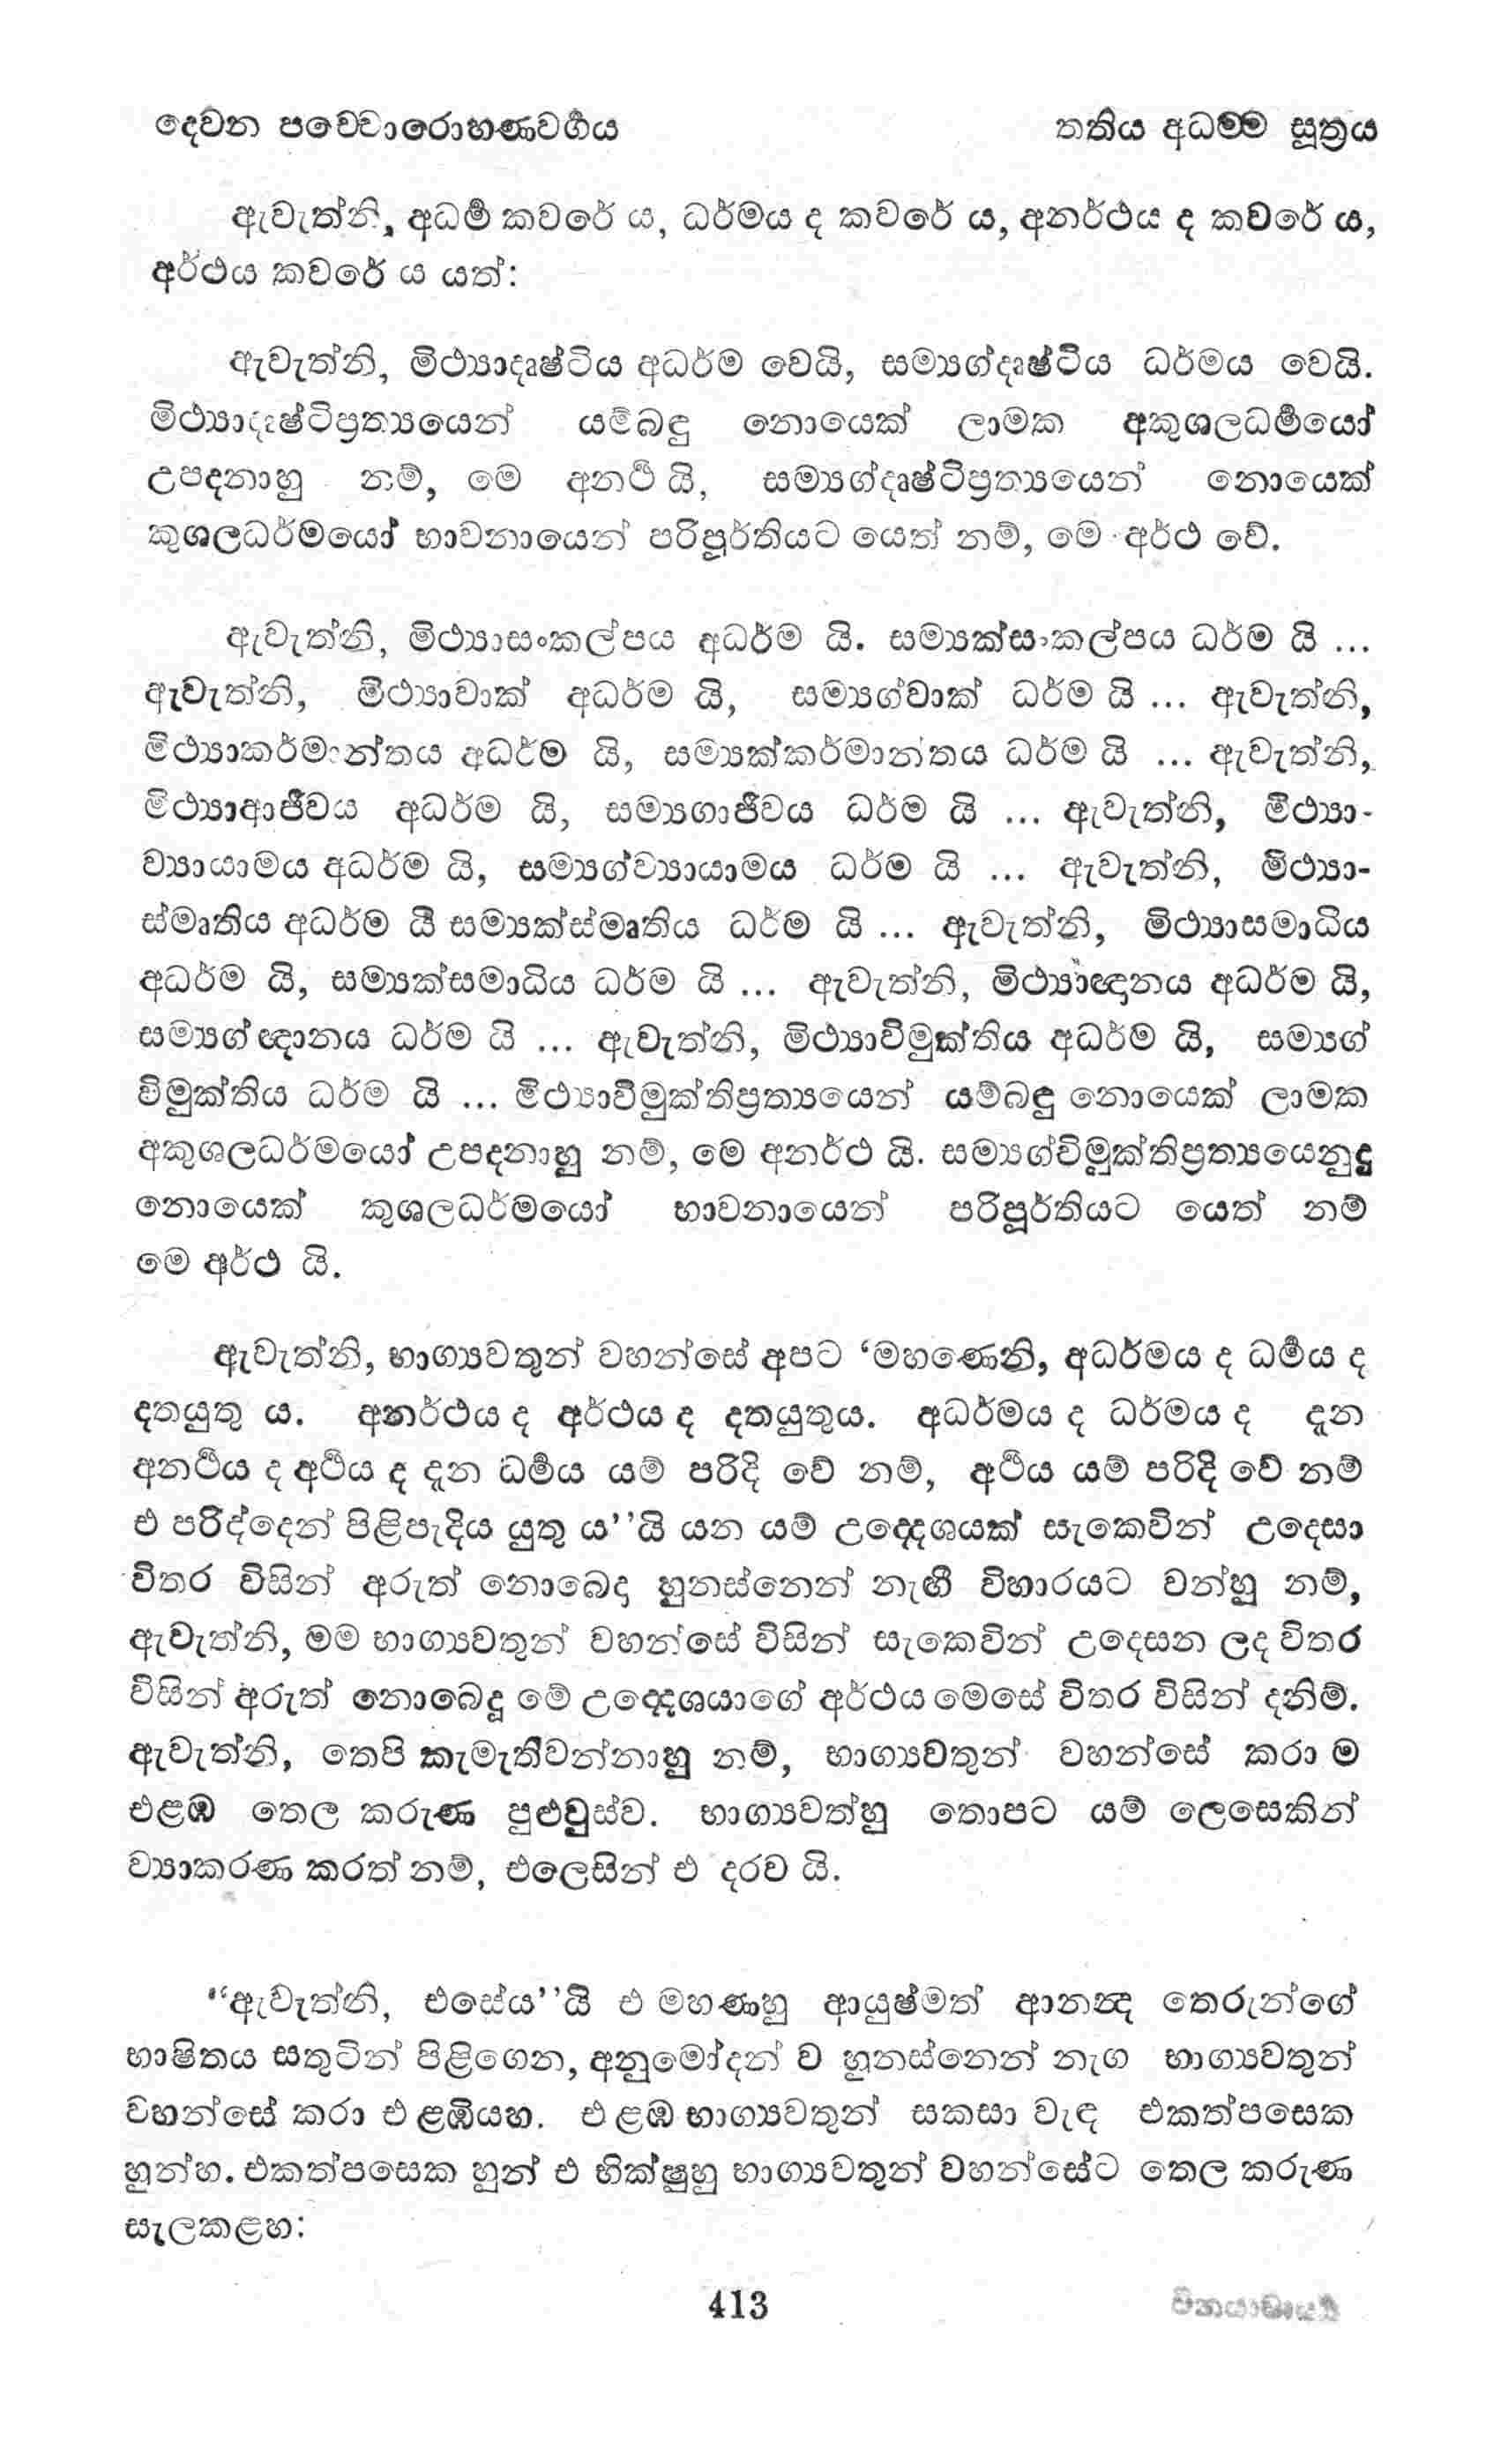 දෙවන පච්චොරොහණවර්‍ගය තතිය අධම්ම සූත්‍රය
ඇවැත්නි, අධර්‍ම කවරේ ය, ධර්මය ද කවරේ ය, අනර්ථය ද කවරේ ය,
අර්ථය කවරේ ය යත්:
ඇවැත්නි, මිථ්‍යාදෘෂ්ටිය අධර්ම වෙයි, සම්‍යග්දෘෂ්ටිය ධර්මය වෙයි.
මිථ්‍යාදෘෂ්ටිප්‍රත්‍යයෙන් යම්බඳු නොයෙක් ලාමක අකුශලධර්‍මයෝ
උපදනාහු නම්, මෙ අනර්‍ථ යි, සම්‍යග්දෘෂ්ටිප්‍රත්‍යයෙන් නොයෙක්
කුශලධර්මයෝ භාවනායෙන් පරිපූර්තියට යෙත් නම්, මෙ අර්ථ වේ.
ඇවැත්නි, මිථ්‍යාසංකල්පය අධර්ම යි. සම්‍යක්සංකල්පය ධර්ම යි ...
ඇවැත්නි, මිථ්‍යාවාක් අධර්ම යි, සම්‍යග්වාක් ධර්ම යි ... ඇවැත්නි,
මිථ්‍යාකර්මාන්තය අධර්ම යි, සම්‍යක්කර්මාන්තය ධර්ම යි ... ඇවැත්නි,
මිථ්‍යාආජීවය අධර්ම යි, සම්‍යගාජීවය ධර්ම යි ... ඇවැත්නි, මිථ්‍යා-
ව්‍යායාමය අධර්ම යි, සම්‍යග්ව්‍යායාමය ධර්ම යි ... ඇවැත්නි, මිථ්‍යා-
ස්මෘතිය අධර්ම යි සම්‍යක්ස්මෘතිය ධර්ම යි ... ඇවැත්නි, මිථ්‍යාසමාධිය
අධර්ම යි, සම්‍යක්සමාධිය ධර්ම යි ... ඇවැත්නි, මිථ්‍යාඥානය අධර්ම යි,
සම්‍යග් ඥානය ධර්ම යි ... ඇවැත්නි, මිථ්‍යාවිමුක්තිය අධර්ම යි, සම්‍යග්
විමුක්තිය ධර්ම යි ... මිථ්‍යාවිමුක්තිප්‍රත්‍යයෙන් යම්බඳු නොයෙක් ලාමක
අකුශලධර්මයෝ උපදනාහු නම්, මෙ අනර්ථ යි. සම්‍යග්විමුක්තිප්‍රත්‍යයෙනුදු
නොයෙක් කුශලධර්මයෝ භාවනායෙන් පරිපූර්තියට යෙත් නම්
මෙ අර්ථ යි.
ඇවැත්නි, භාග්‍යවතුන් වහන්සේ අපට ‘මහණෙනි, අධර්මය ද ධර්‍මය ද
දතයුතු ය. අනර්ථය ද අර්ථය ද දතයුතුය. අධර්මය ද ධර්මය ද දැන
අනර්‍ථය ද අර්‍ථය ද දැන ධර්‍මය යම් පරිදි වේ නම්, අර්‍ථය යම් පරිදි වේ නම්
එ පරිද්දෙන් පිළිපැදිය යුතු ය’’යි යන යම් උද්දෙශයක් සැකෙවින් උදෙසා
විතර විසින් අරුත් නොබෙදා හුනස්නෙන් නැඟී විහාරයට වන්හු නම්,
ඇවැත්නි, මම භාග්‍යවතුන් වහන්සේ විසින් සැකෙවින් උදෙසන ලද විතර
විසින් අරුත් නොබෙදූ මේ උද්දෙශයාගේ අර්ථය මෙසේ විතර විසින් දනිම්.
ඇවැත්නි, තෙපි කැමැතිවන්නාහු නම්, භාග්‍යවතුන් වහන්සේ කරා ම
එළඹ තෙල කරුණ පුළුවුස්ව. භාග්‍යවත්හු තොපට යම් ලෙසෙකින්
ව්‍යාකරණ කරත් නම්, එලෙසින් එ දරව යි.
“ඇවැත්නි, එසේය’’යි එ මහණහු ආයුෂ්මත් ආනන්‍ද තෙරුන්ගේ
භාෂිතය සතුටින් පිළිගෙන, අනුමෝදන් ව හුනස්නෙන් නැග භාග්‍යවතුන්
වහන්සේ කරා එ ළඹියහ. එ ළඹ භාග්‍යවතුන් සකසා වැඳ එකත්පසෙක
හුන්හ. එකත්පසෙක හුන් එ භික්ෂුහු භාග්‍යවතුන් වහන්සේට තෙල කරුණ
සැලකළහ:
413